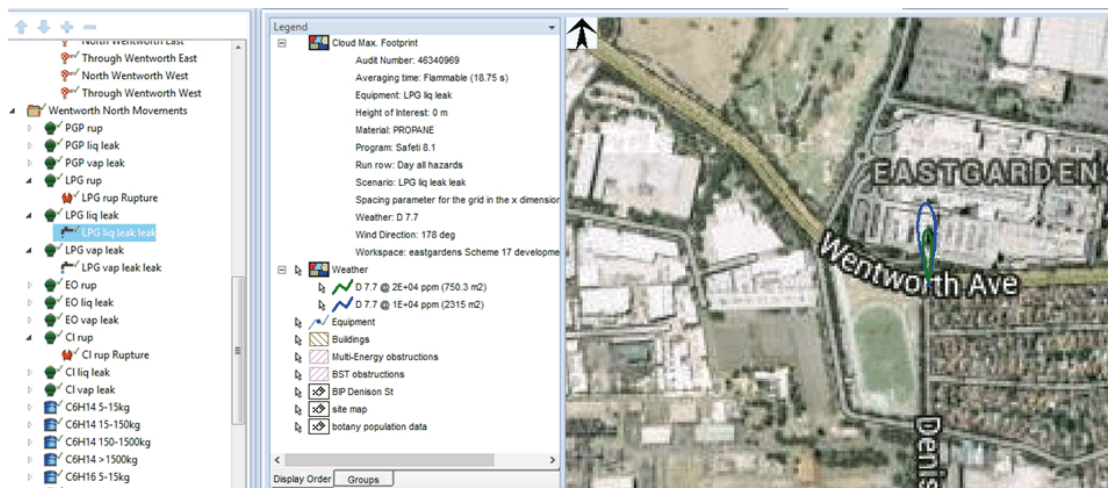 North Wentworth East
Through Wentworth East
North Wentworth West
Through Wentworth West
Wentworth North Movements
PGP rup
PGP liq leak
PGP vap leak
LPG rup
LPG rup Rupture
LPG liq leak
LPG liq leak leak
LPG vap leak
LPG vap leak leak
EO rup
EO liq leak
EO vap leak
CI rup
CI rup Rupture
CI liq leak
CI vap leak
C6H14 5-15kg
C6H14 15-150kg
C6H14 150-1500kg
C6H14 >1500kg
C6H16 5-15kg
Legend
Cloud Max. Footprint
Audit Number: 46340969
Averaging time: Flammable (18.75 s)
Equipment: LPG liq leak
Height of Interest: 0 m
Material: PROPANE
Program: Safeti 8.1
Run row: Day all hazards
Scenario: LPG liq leak leak
Spacing parameter for the grid in the x dimension
Weather: D 7.7
Wind Direction: 178 deg
Workspace: eastgardens Scheme 17 developme
Weather
D 7.7 @ 2E+04 ppm (750.3 m2)
D 7.7 @ 1E+04 ppm (2315 m2)
Equipment
Buildings
Multi-Energy obstructions
BST obstructions
BIP Denison St
site map
botany population data
Display Order Groups
EASTGARDENS
Wentworth Ave
Denis